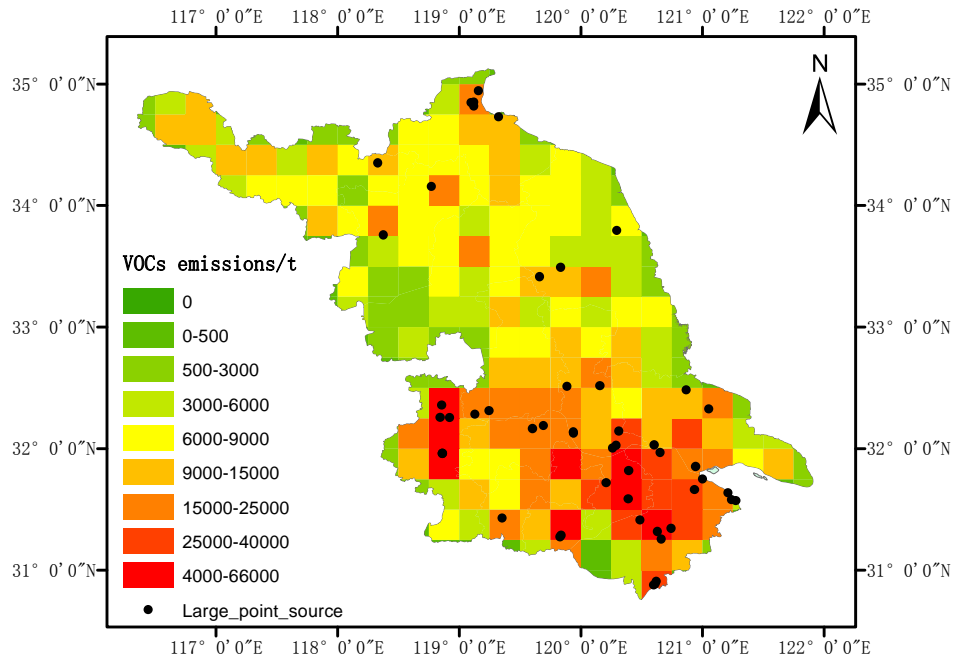 117° 0′0″E 118° 0′0″E 119° 0′0″E 120° 0′0″E 121° 0′0″E 122° 0′0″E
N
35° 0′0″N 35° 0′0″N
34° 0′0″N 34° 0′0″N
VOCs emissions/t
0
33° 0′0″N 33° 0′0″N
0-500
500-3000
3000-6000
6000-9000
32° 0′0″N 32° 0′0″N
9000-15000
15000-25000
25000-40000
31° 0′0″N 31° 0′0″N
4000-66000
Large_point_source
117° 0′0″E 118° 0′0″E 119° 0′0″E 120° 0′0″E 121° 0′0″E 122° 0′0″E